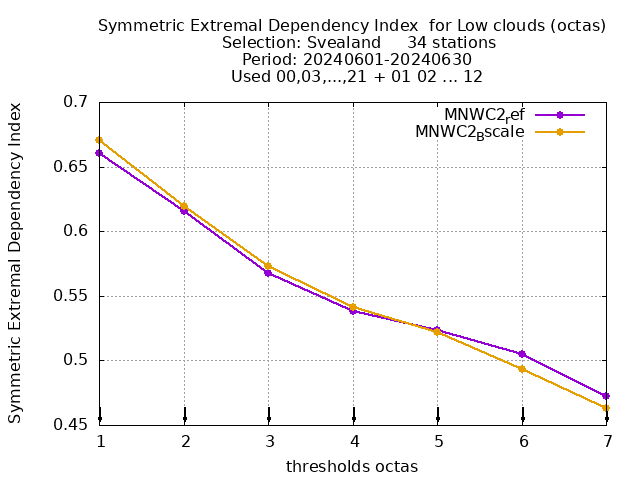 Symmetric Extremal Dependency Index  for Low clouds (octas)
Selection: Svealand     34 stations
Period: 20240601-20240630
Used 00,03,...,21 + 01 02 ... 12
MNWC2ref
MNWC2Bscale
Symmetric Extremal Dependency Index
0.7
0.65
0.6
0.55
0.5
0.45
1 2 3 4 5 6 7
thresholds octas